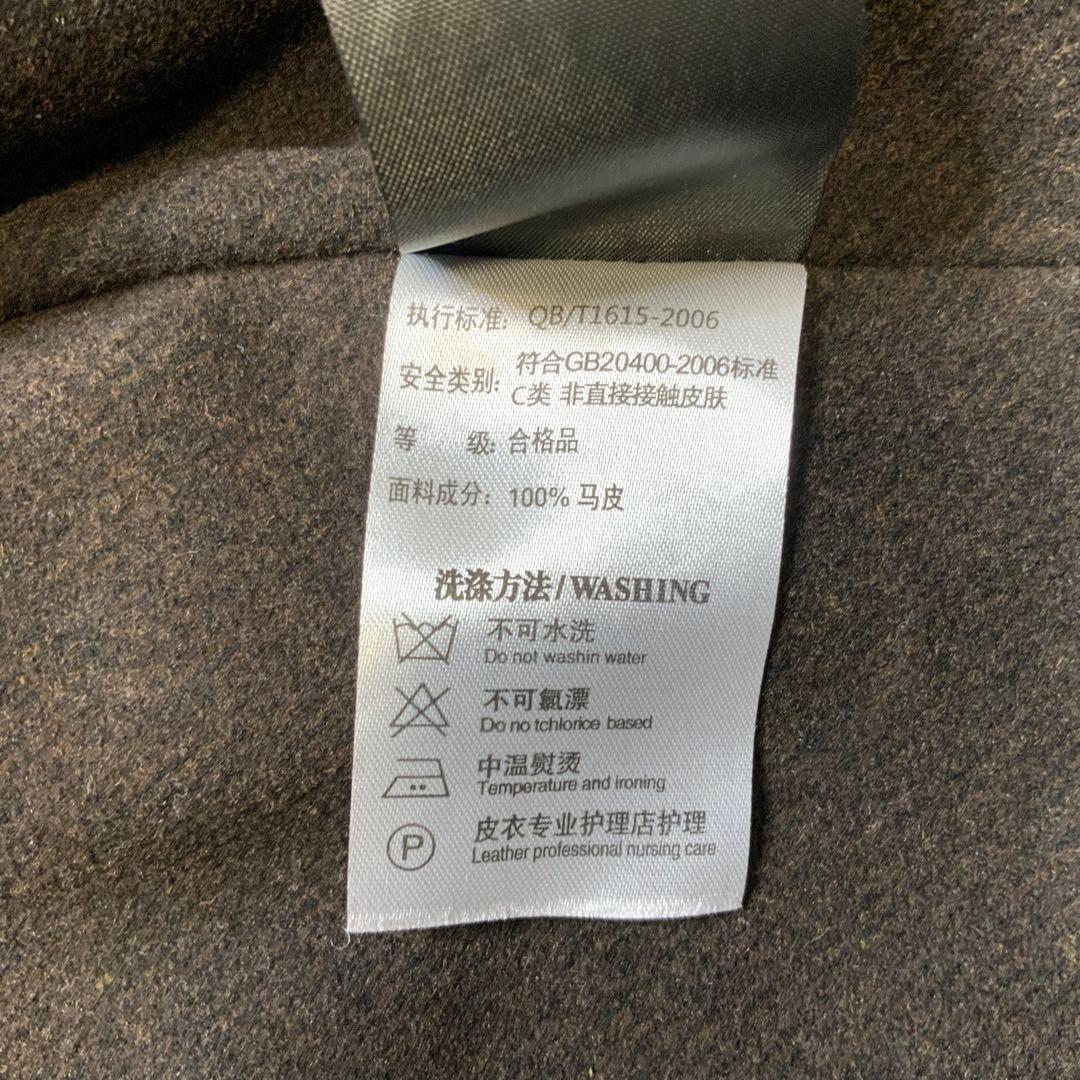 执行标准: QB/T1615-2006
安全类别: 符合GB20400-2006标准
C类 非直接接触皮肤
等 级: 合格品
面料成分: 100% 马皮
洗涤方法/WASHING
不可水洗
Do not washin water
不可氯漂
Do no tchlorice based
中温熨烫
Temperature and ironing
P 皮衣专业护理店护理
Leather professional nursing care